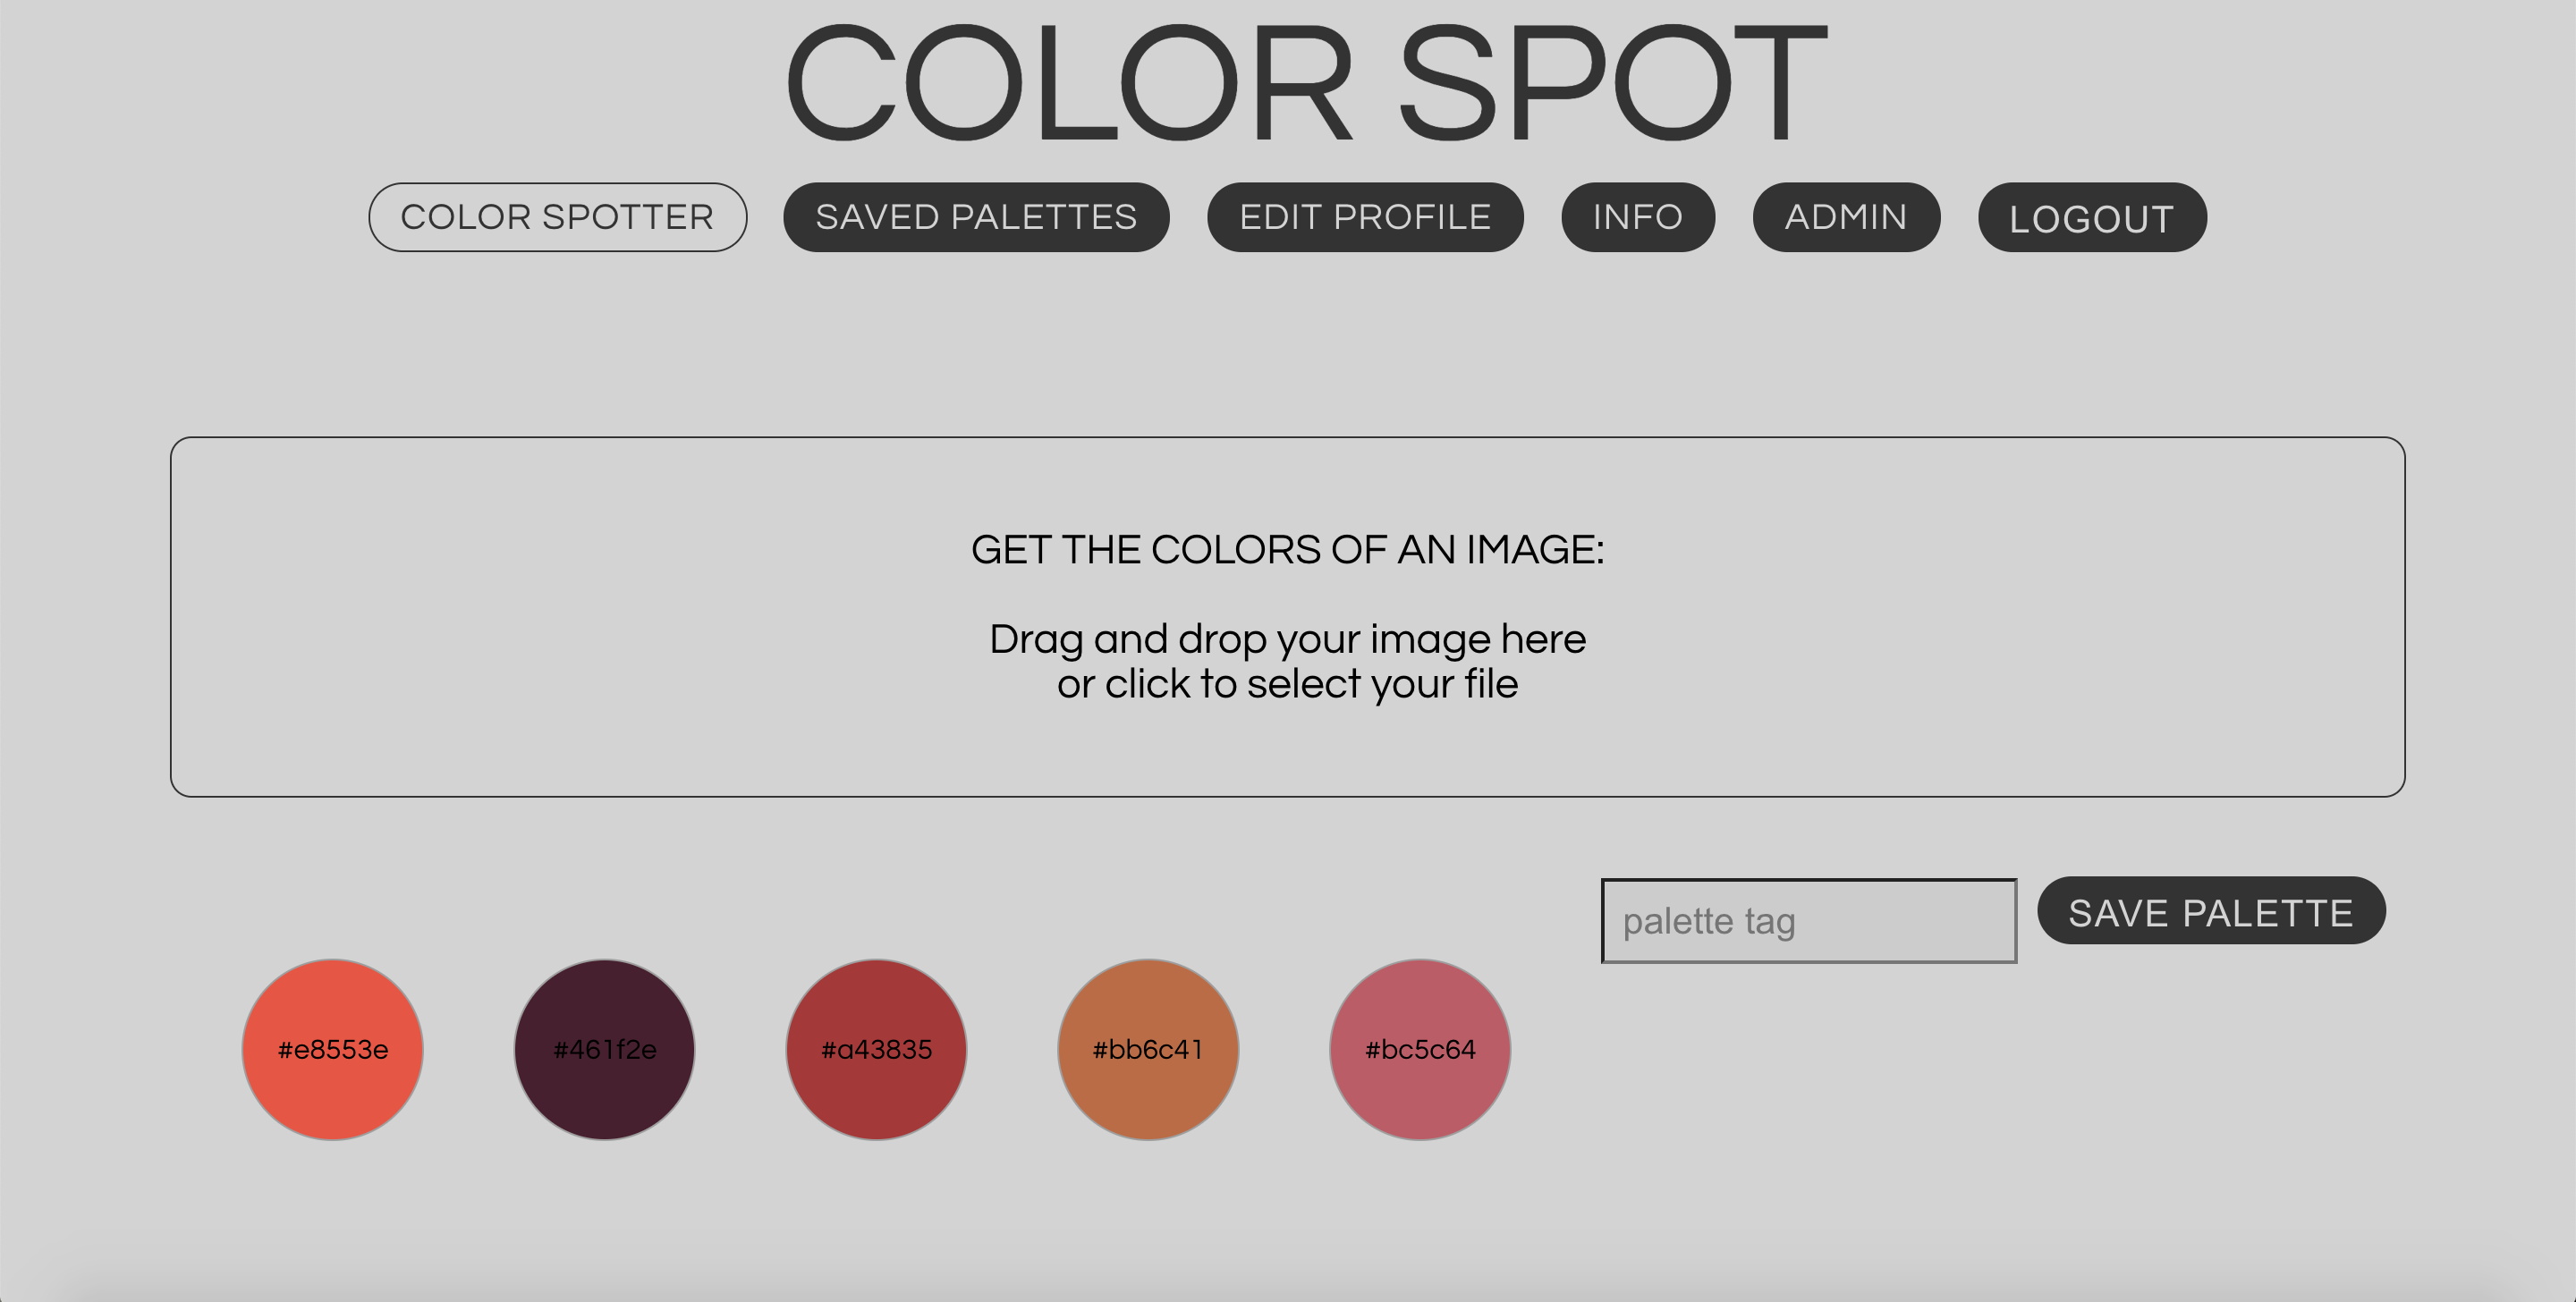 COLOR SPOT
COLOR SPOTTER SAVED PALETTES EDIT PROFILE INFO ADMIN LOGOUT
GET THE COLORS OF AN IMAGE:
Drag and drop your image here
or click to select your file
palette tag SAVE PALETTE
#e8553e #461f2e #a43835 #bb6c41 #bc5c64